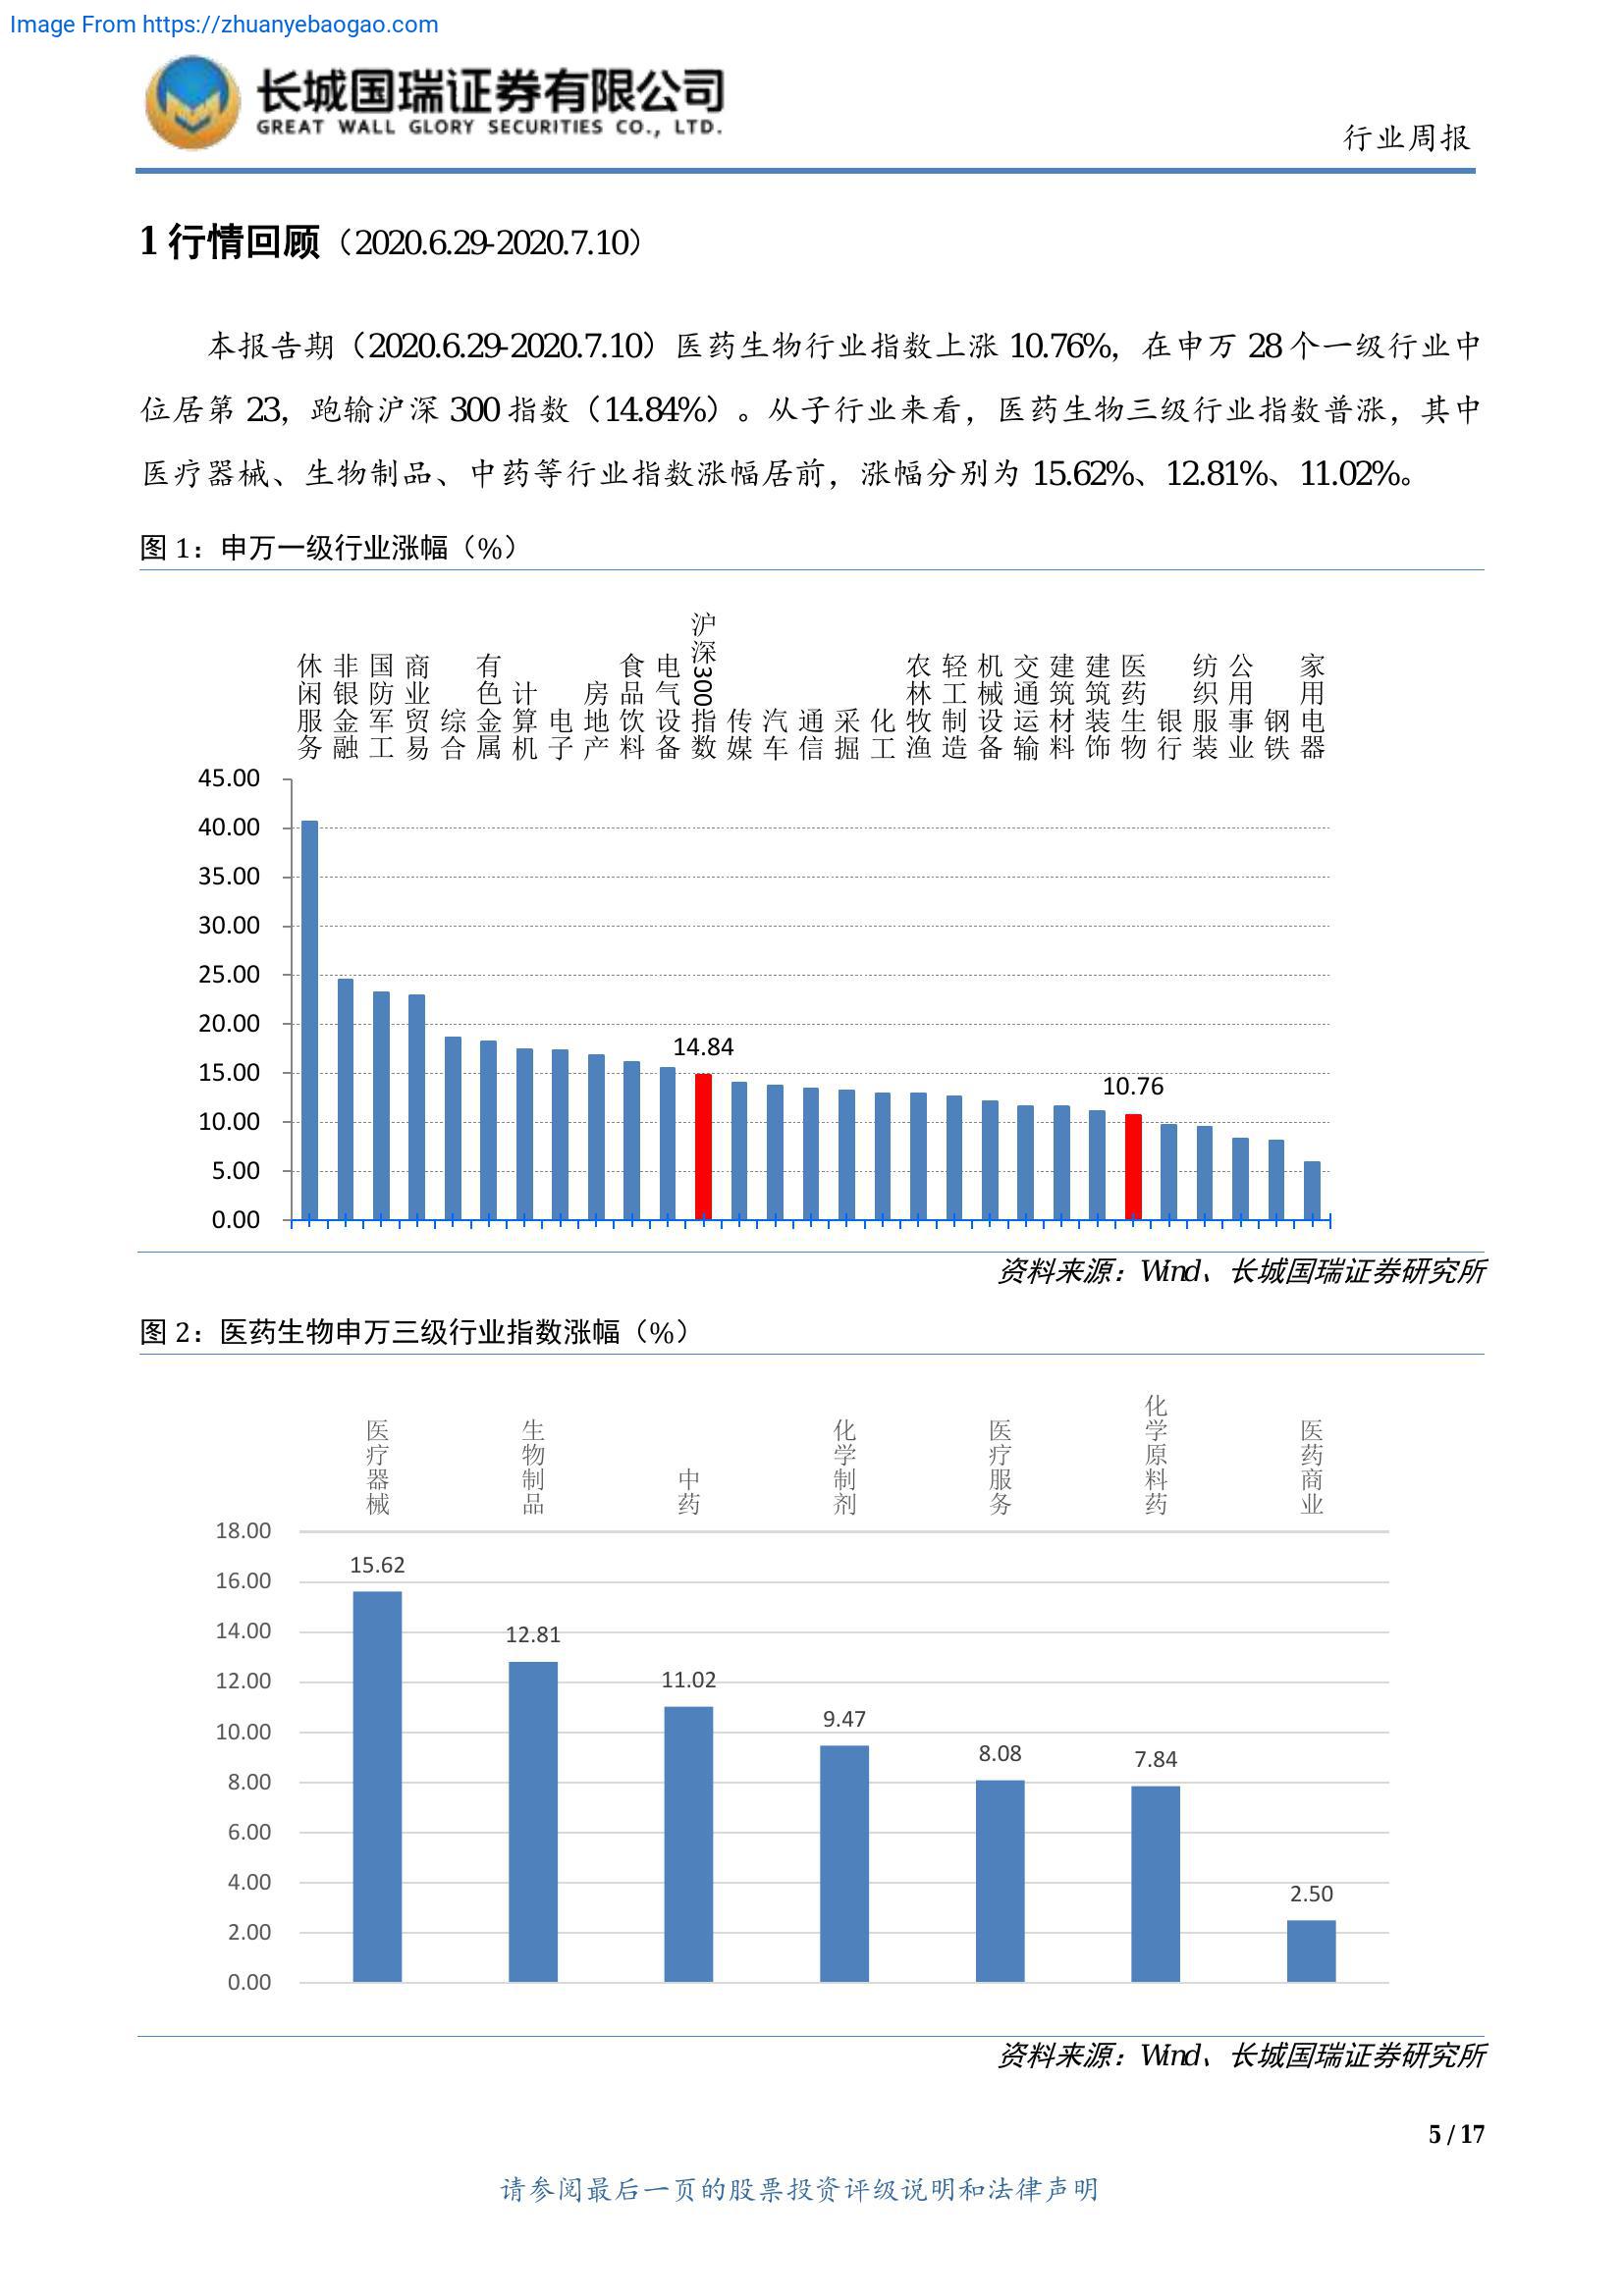 Image From https://zhuanyebaogao.com
长城国瑞证券有限公司
GREAT WALL GLORY SECURITIES CO., LTD.
行业周报
1 行情回顾（2020.6.29-2020.7.10）
本报告期（2020.6.29-2020.7.10）医药生物行业指数上涨 10.76%，在申万 28 个一级行业中
位居第 23，跑输沪深 300 指数（14.84%）。从子行业来看，医药生物三级行业指数普涨，其中
医疗器械、生物制品、中药等行业指数涨幅居前，涨幅分别为 15.62%、12.81%、11.02%。
图 1：申万一级行业涨幅（%）
休闲服务
非银金融
国防军工
商业贸易
综合
有色金属
计算机
电子
房地产
食品饮料
电气设备
沪深300指数
传媒
汽车
通信
采掘
化工
农林牧渔
轻工制造
机械设备
交通运输
建筑材料
建筑装饰
医药生物
银行
纺织服装
公用事业
钢铁
家用电器
45.00
40.00
35.00
30.00
25.00
20.00
15.00
10.00
5.00
0.00
14.84
10.76
资料来源：Wind、长城国瑞证券研究所
图 2：医药生物申万三级行业指数涨幅（%）
医疗器械
生物制品
中药
化学制剂
医疗服务
化学原料药
医药商业
18.00
16.00
14.00
12.00
10.00
8.00
6.00
4.00
2.00
0.00
15.62
12.81
11.02
9.47
8.08
7.84
2.50
资料来源：Wind、长城国瑞证券研究所
5 / 17
请参阅最后一页的股票投资评级说明和法律声明